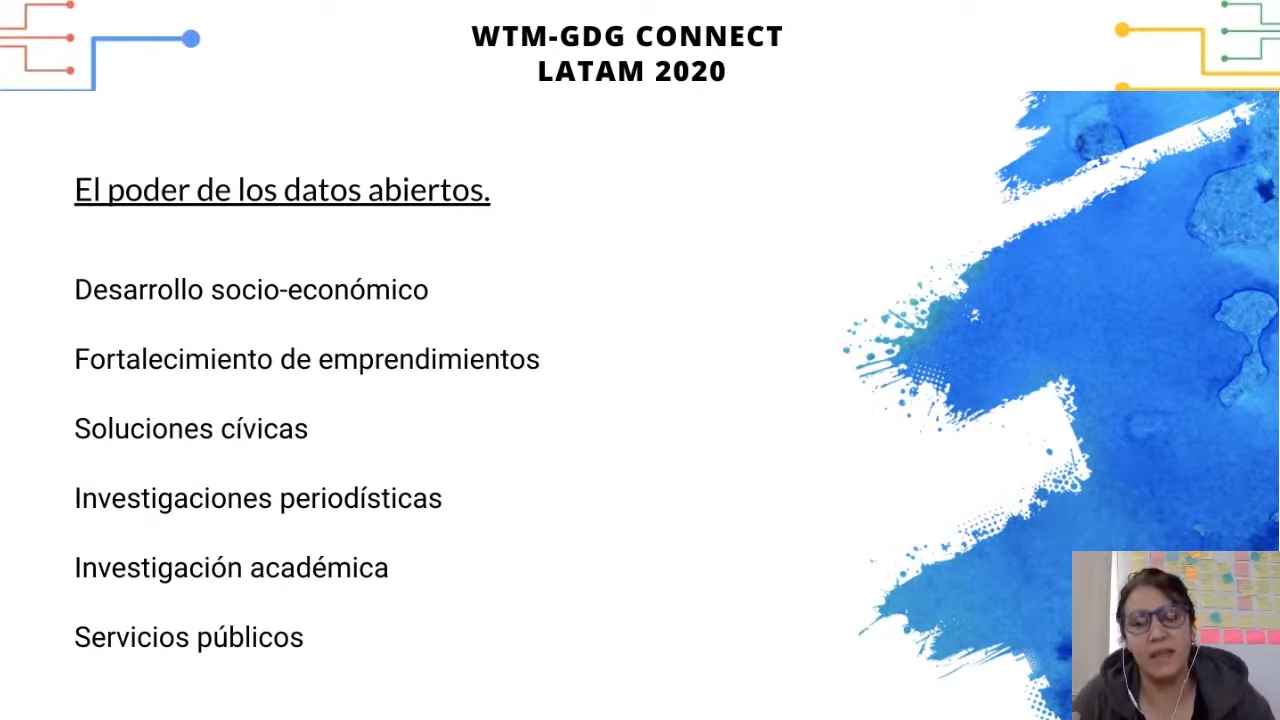 WTM-GDG CONNECT
LATAM 2020
El poder de los datos abiertos.
Desarrollo socio-económico
Fortalecimiento de emprendimientos
Soluciones cívicas
Investigaciones periodísticas
Investigación académica
Servicios públicos